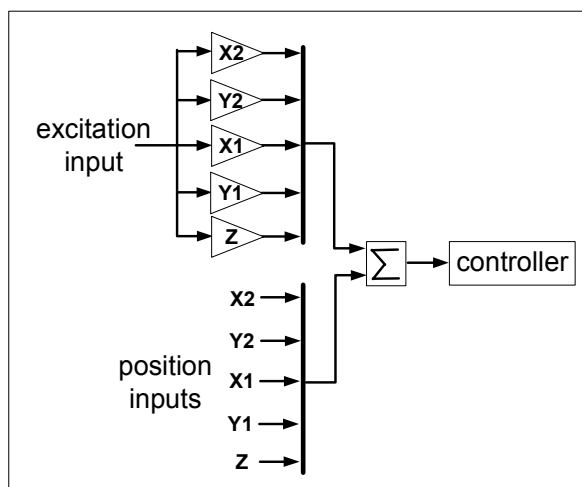 X2
Y2
excitation
input
X1
Y1
Z
Σ
controller
X2
Y2
position
inputs
X1
Y1
Z